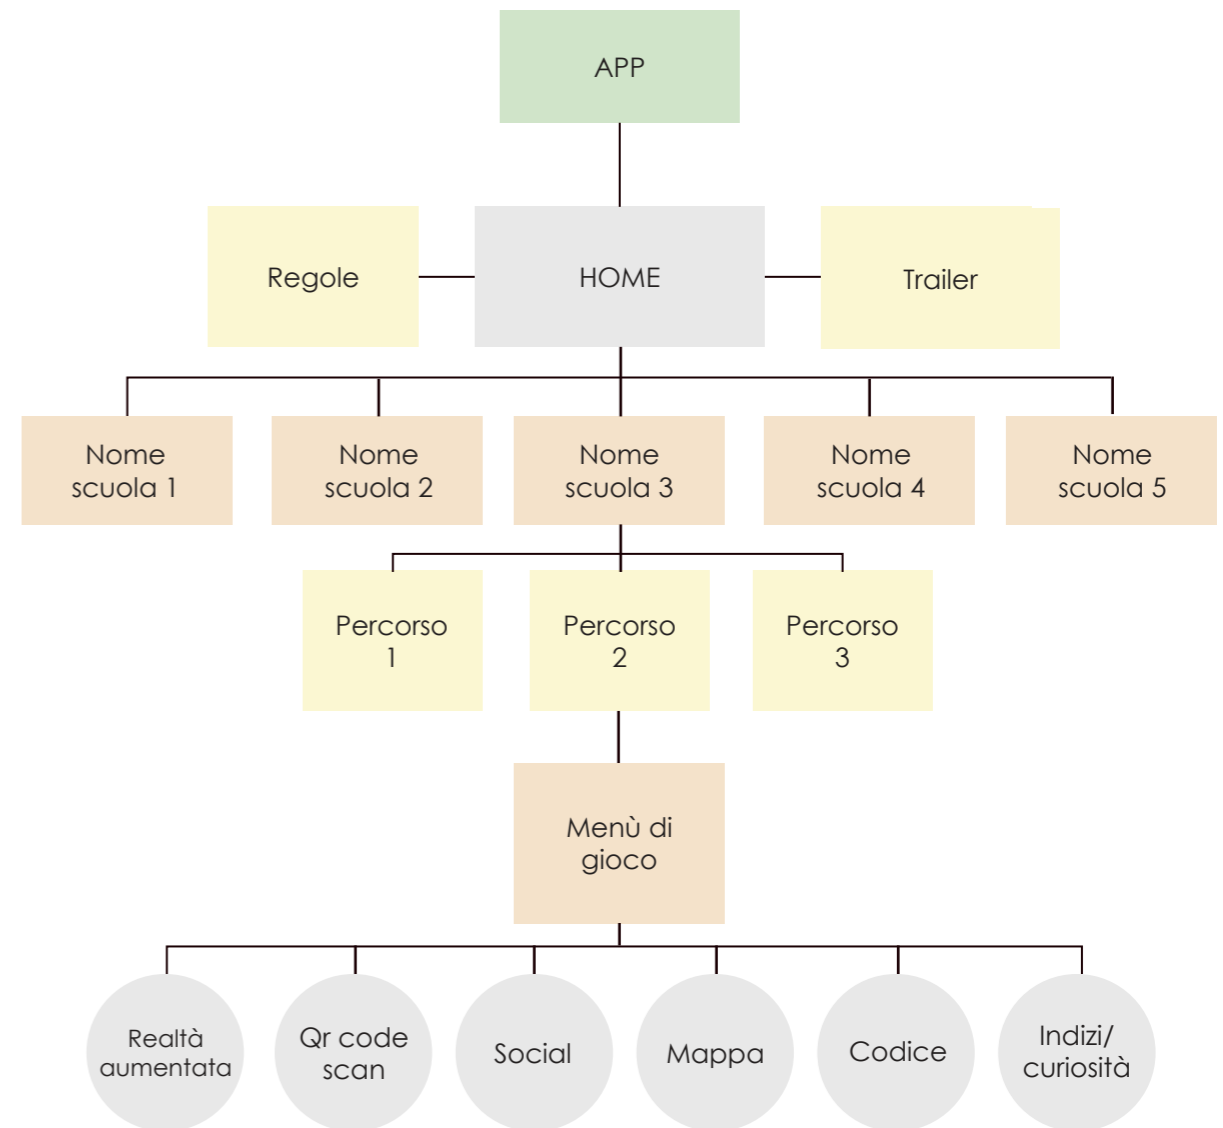 APP
Regole
HOME
Trailer
Nome
scuola 1
Nome
scuola 2
Nome
scuola 3
Nome
scuola 4
Nome
scuola 5
Percorso
1
Percorso
2
Percorso
3
Menù di
gioco
Realtà
aumentata
Qr code
scan
Social
Mappa
Codice
Indizi/
curiosità